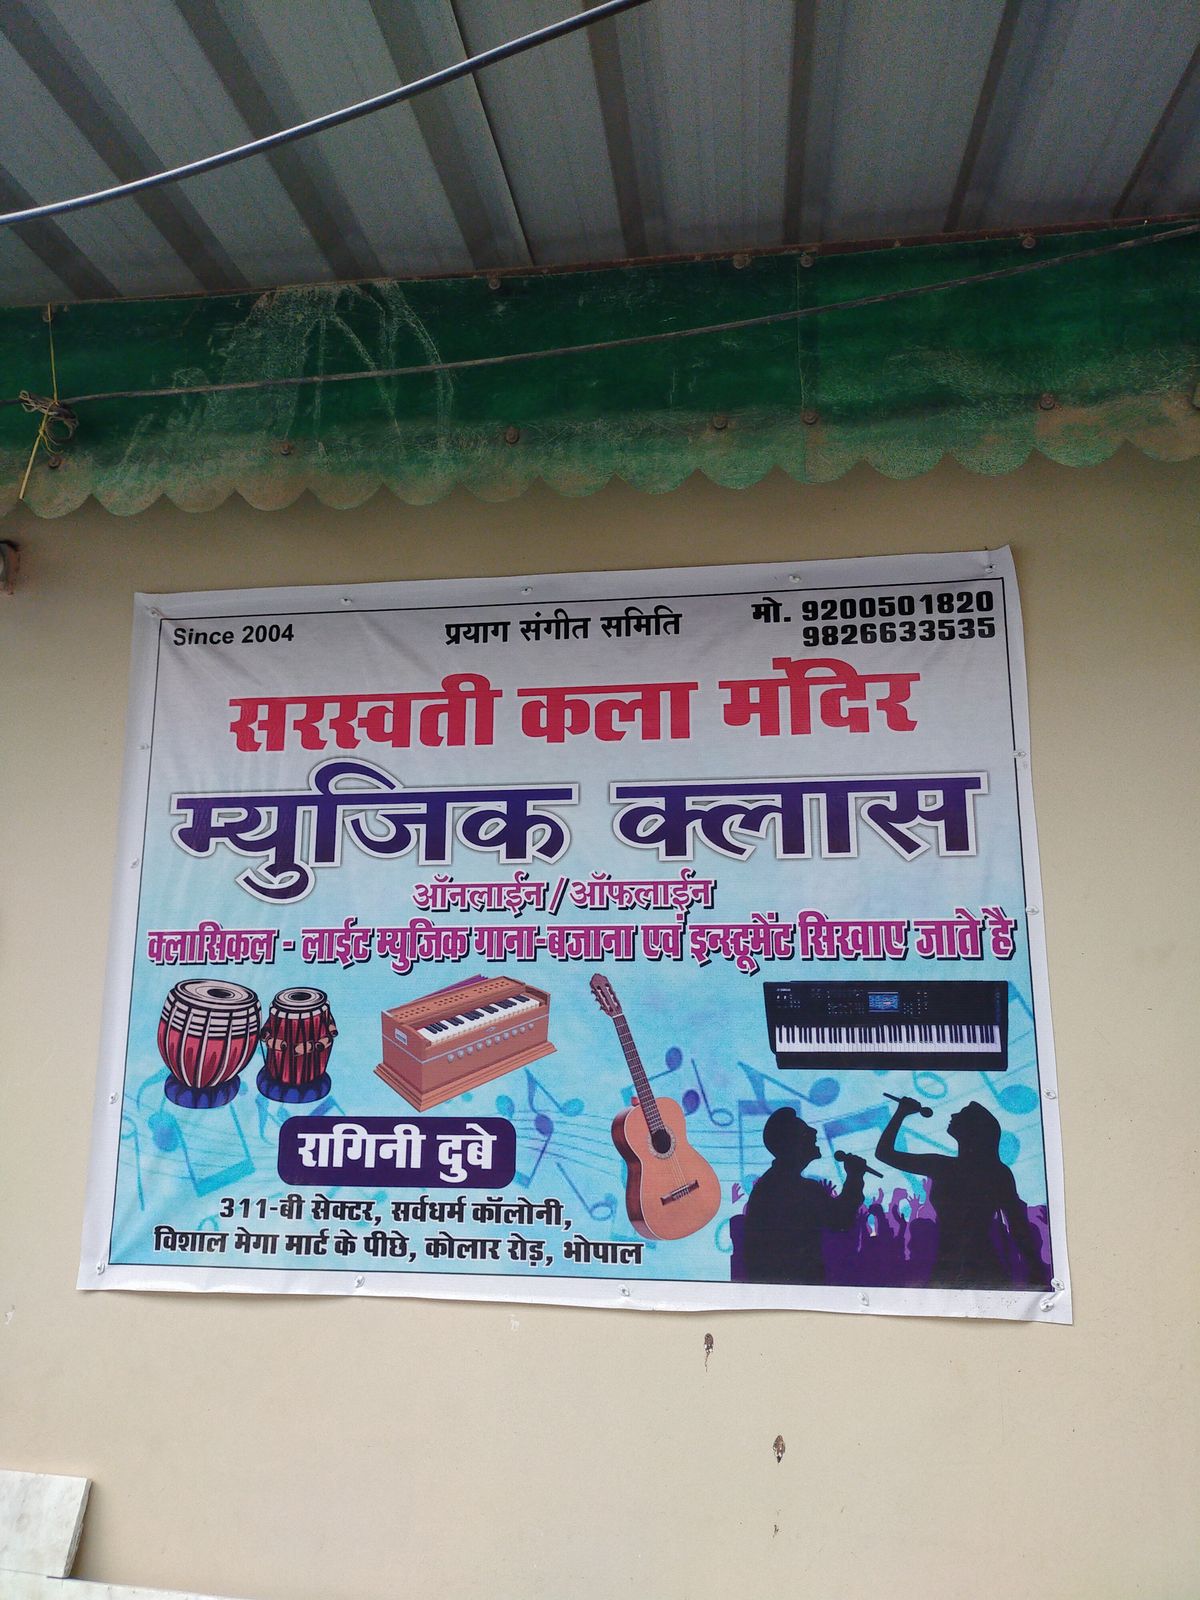 Since 2004
प्रयाग संगीत समिति
मो. 9200501820
9826633535
सरस्वती कला मंदिर
म्युजिक क्लास
ऑनलाईन / ऑफलाईन
क्लासिकल - लाईट म्युजिक गाना-बजाना एवं इन्स्ट्रूमेंट सिखाए जाते है
रागिनी दुबे
311-बी सेक्टर, सर्वधर्म कॉलोनी,
विशाल मेगा मार्ट के पीछे, कोलार रोड़, भोपाल